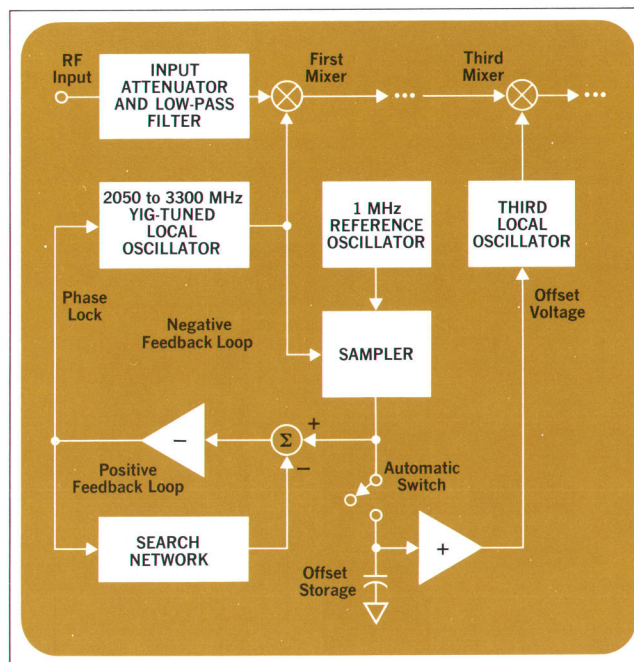 RF
Input
INPUT
ATTENUATOR
AND LOW-PASS
FILTER
First
Mixer
•••
Third
Mixer
•••
2050 to 3300 MHz
YIG-TUNED
LOCAL
OSCILLATOR
1 MHz
REFERENCE
OSCILLATOR
THIRD
LOCAL
OSCILLATOR
Phase
Lock
Negative
Feedback Loop
Offset
Voltage
SAMPLER
−
Σ
+
−
Positive
Feedback Loop
Automatic
Switch
SEARCH
NETWORK
+
Offset
Storage